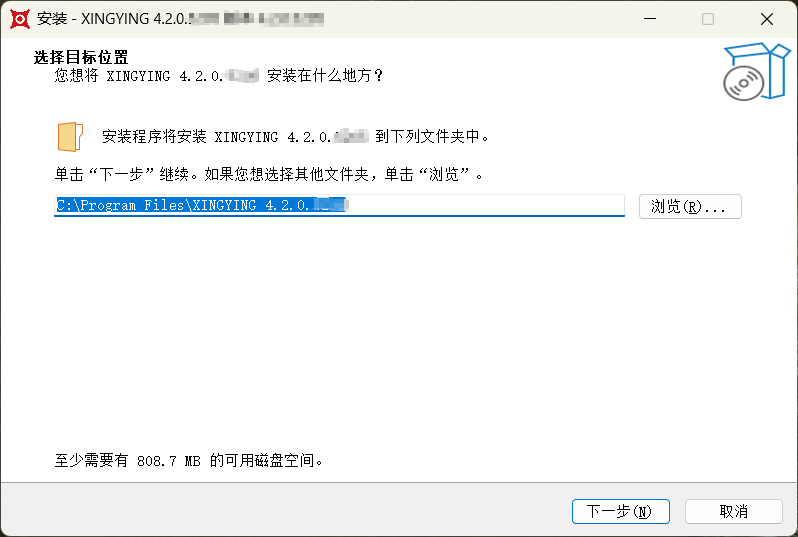 安装 - XINGYING 4.2.0.
选择目标位置
您想将 XINGYING 4.2.0. 安装在什么地方？
安装程序将安装 XINGYING 4.2.0. 到下列文件夹中。
单击“下一步”继续。如果您想选择其他文件夹，单击“浏览”。
C:\Program Files\XINGYING 4.2.0.
浏览(R)...
至少需要有 808.7 MB 的可用磁盘空间。
下一步(N)
取消